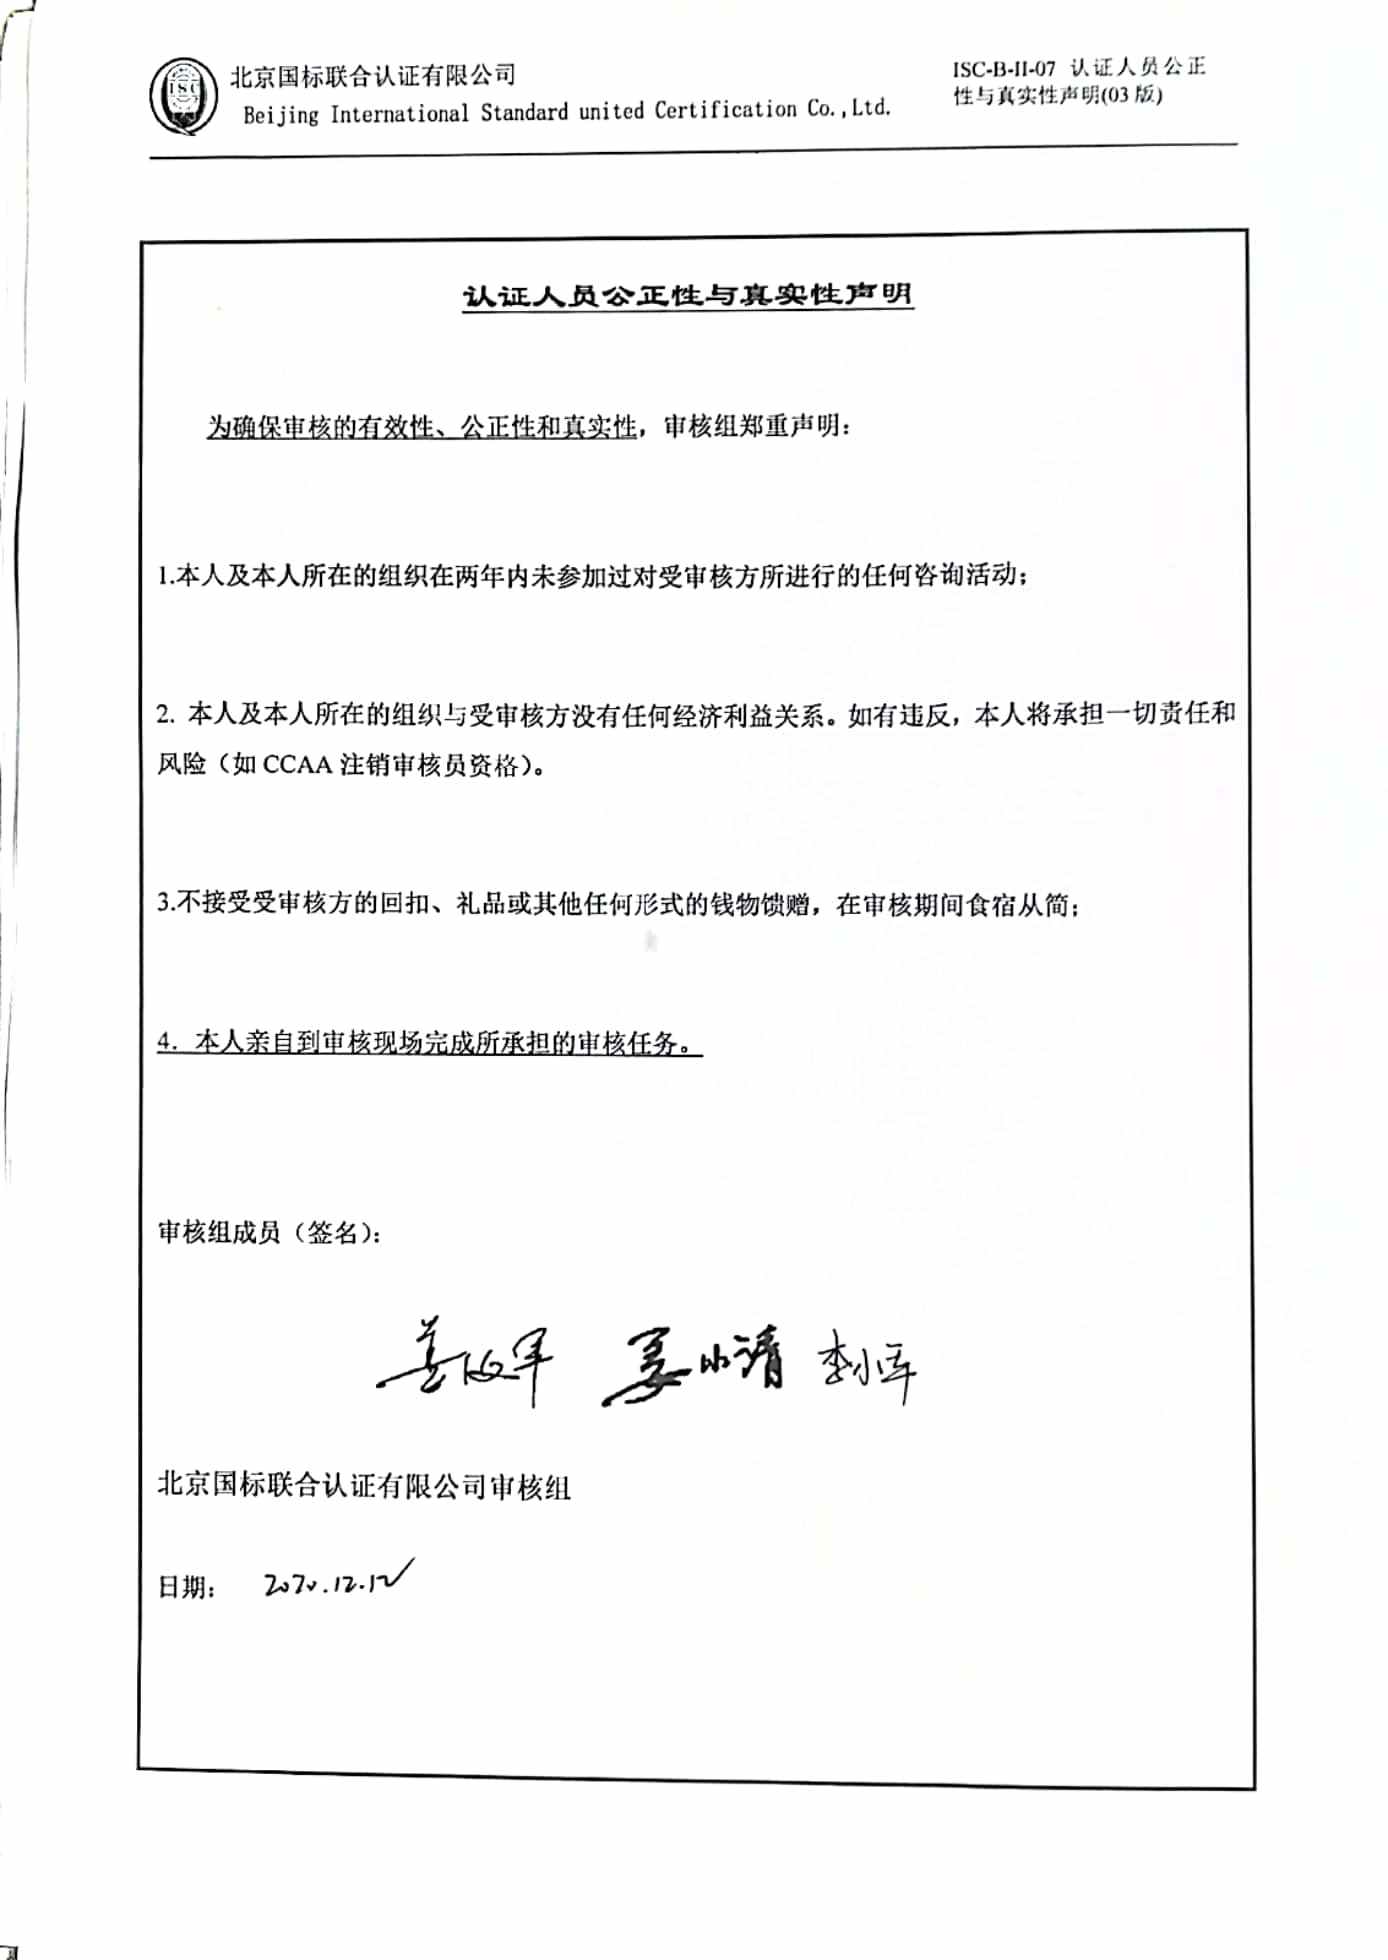 ISC
北京国标联合认证有限公司
Beijing International Standard united Certification Co.,Ltd.
ISC-B-II-07 认证人员公正
性与真实性声明(03版)
认证人员公正性与真实性声明
为确保审核的有效性、公正性和真实性，审核组郑重声明：
1.本人及本人所在的组织在两年内未参加过对受审核方所进行的任何咨询活动；
2. 本人及本人所在的组织与受审核方没有任何经济利益关系。如有违反，本人将承担一切责任和
风险（如 CCAA 注销审核员资格）。
3.不接受受审核方的回扣、礼品或其他任何形式的钱物馈赠，在审核期间食宿从简；
4. 本人亲自到审核现场完成所承担的审核任务。
审核组成员（签名）：
姜小清 李小军
北京国标联合认证有限公司审核组
日期： 2020.12.12